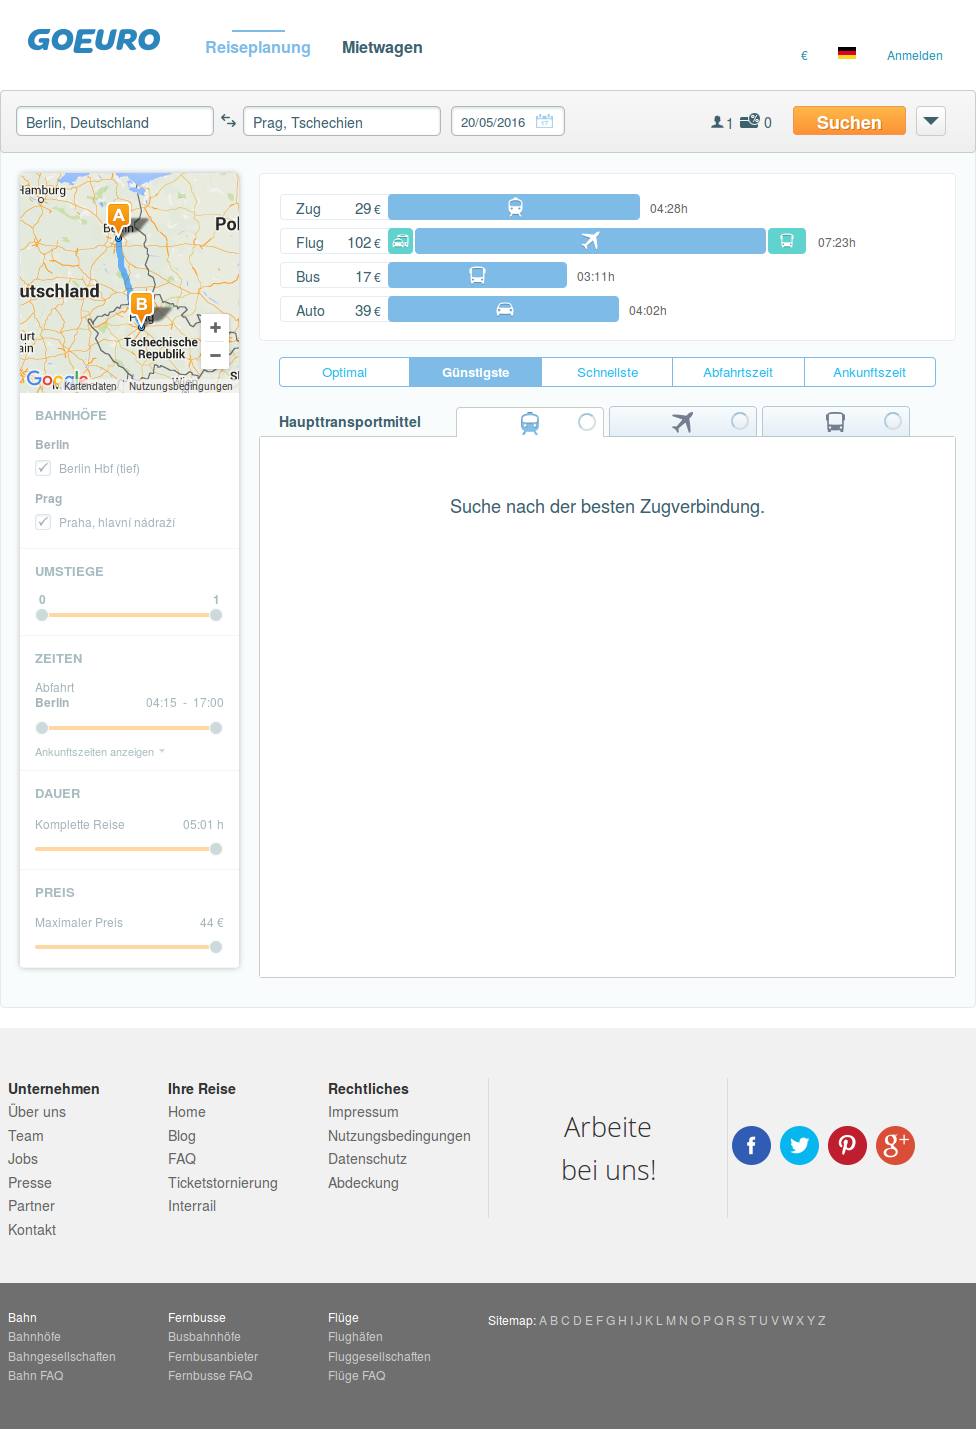 GOEURO
Reiseplanung
Mietwagen
€
Anmelden
Berlin, Deutschland
Prag, Tschechien
20/05/2016
17
1
%
0
Suchen
Hamburg
A
Berlin
Pol
utschland
B
Prag
Tschechische
Republik
urt
ain
+
−
Google
Kartendaten
Nutzungsbedingungen
Zug 29 € 04:28h
Flug 102 € 07:23h
Bus 17 € 03:11h
Auto 39 € 04:02h
Optimal
Günstigste
Schnellste
Abfahrtszeit
Ankunftszeit
Haupttransportmittel
Suche nach der besten Zugverbindung.
BAHNHÖFE
Berlin
Berlin Hbf (tief)
Prag
Praha, hlavní nádraží
UMSTIEGE
0 1
ZEITEN
Abfahrt
Berlin 04:15 - 17:00
Ankunftszeiten anzeigen
DAUER
Komplette Reise 05:01 h
PREIS
Maximaler Preis 44 €
Unternehmen
Über uns
Team
Jobs
Presse
Partner
Kontakt
Ihre Reise
Home
Blog
FAQ
Ticketstornierung
Interrail
Rechtliches
Impressum
Nutzungsbedingungen
Datenschutz
Abdeckung
Arbeite
bei uns!
Bahn
Bahnhöfe
Bahngesellschaften
Bahn FAQ
Fernbusse
Busbahnhöfe
Fernbusanbieter
Fernbusse FAQ
Flüge
Flughäfen
Fluggesellschaften
Flüge FAQ
Sitemap: A B C D E F G H I J K L M N O P Q R S T U V W X Y Z